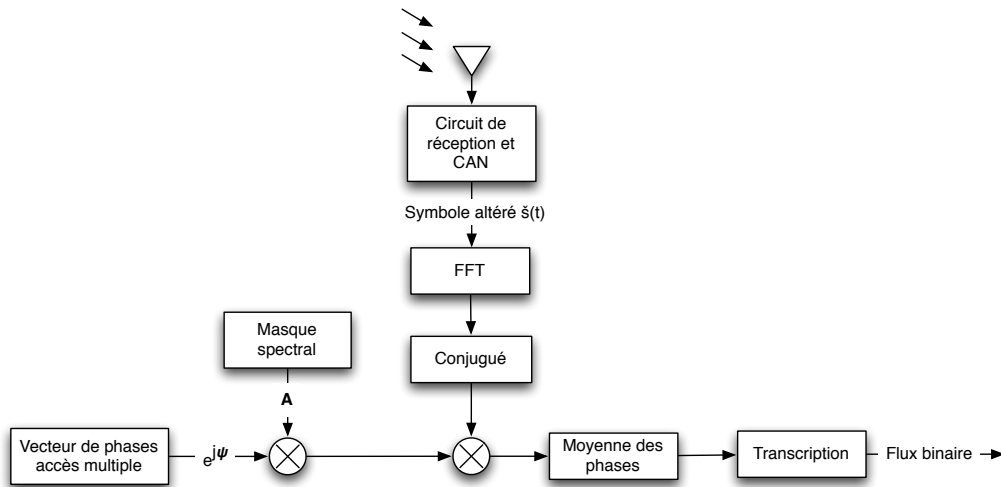 Circuit de
réception et
CAN
Symbole altéré š(t)
FFT
Masque
spectral
Conjugué
A
Vecteur de phases
accès multiple
e^jψ
Moyenne des
phases
Transcription
Flux binaire